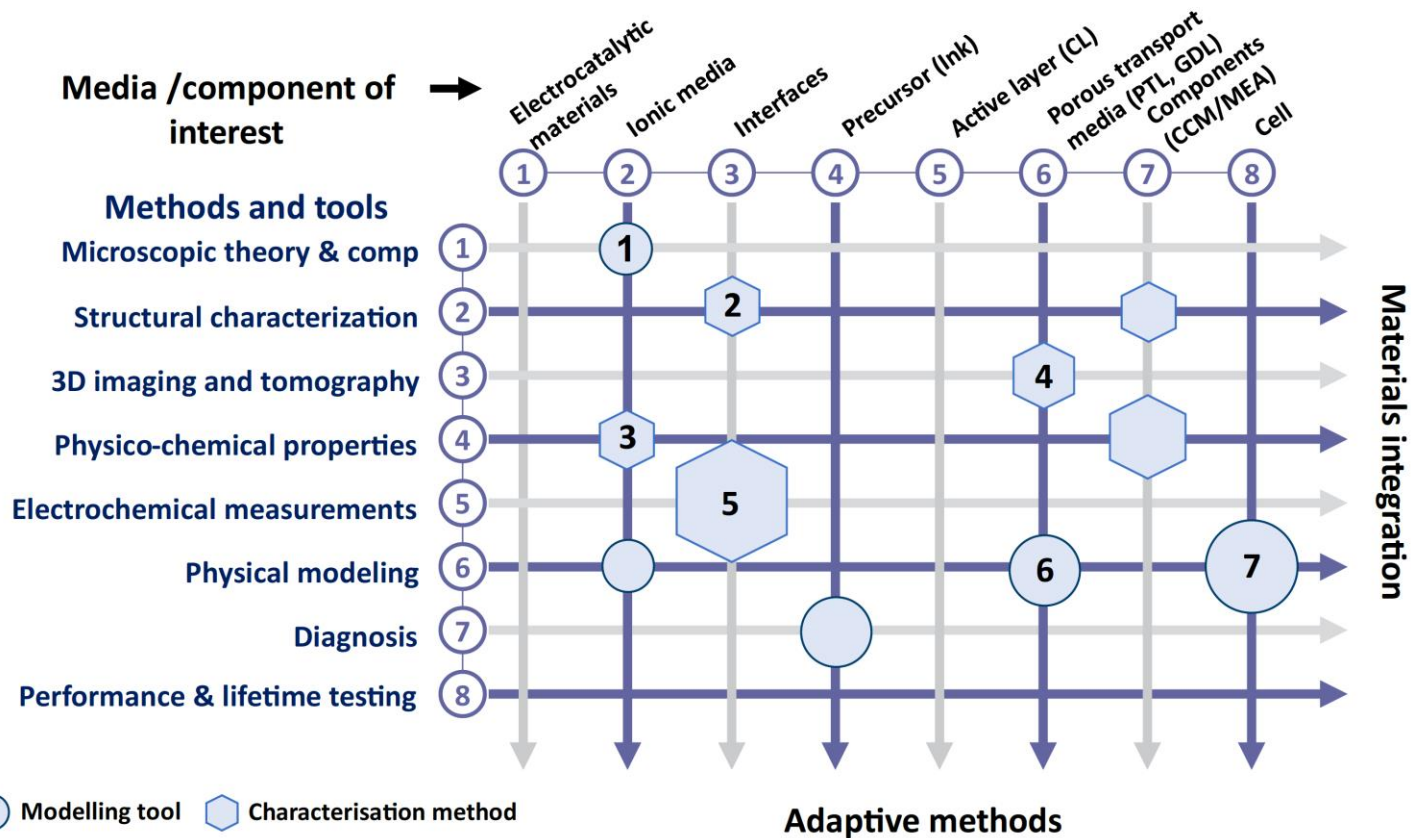 Media /component of
interest
Electrocatalytic
materials
Ionic media
Interfaces
Precursor (Ink)
Active layer (CL)
Porous transport
media (PTL, GDL)
Components
(CCM/MEA)
Cell
1 2 3 4 5 6 7 8
Methods and tools
Microscopic theory & comp 1 1
Structural characterization 2 2
3D imaging and tomography 3 4
Physico-chemical properties 4 3
Electrochemical measurements 5 5
Physical modeling 6 6 7
Diagnosis 7
Performance & lifetime testing 8
Materials integration
Modelling tool
Characterisation method
Adaptive methods